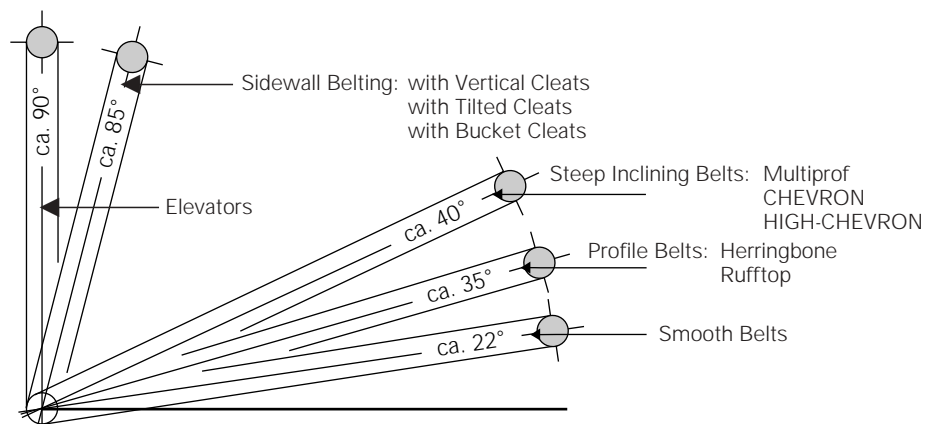 ca. 90°
ca. 85°
Sidewall Belting: with Vertical Cleats
with Tilted Cleats
with Bucket Cleats
Steep Inclining Belts: Multiprof
CHEVRON
HIGH-CHEVRON
ca. 40°
Elevators
Profile Belts: Herringbone
Rufftop
ca. 35°
Smooth Belts
ca. 22°